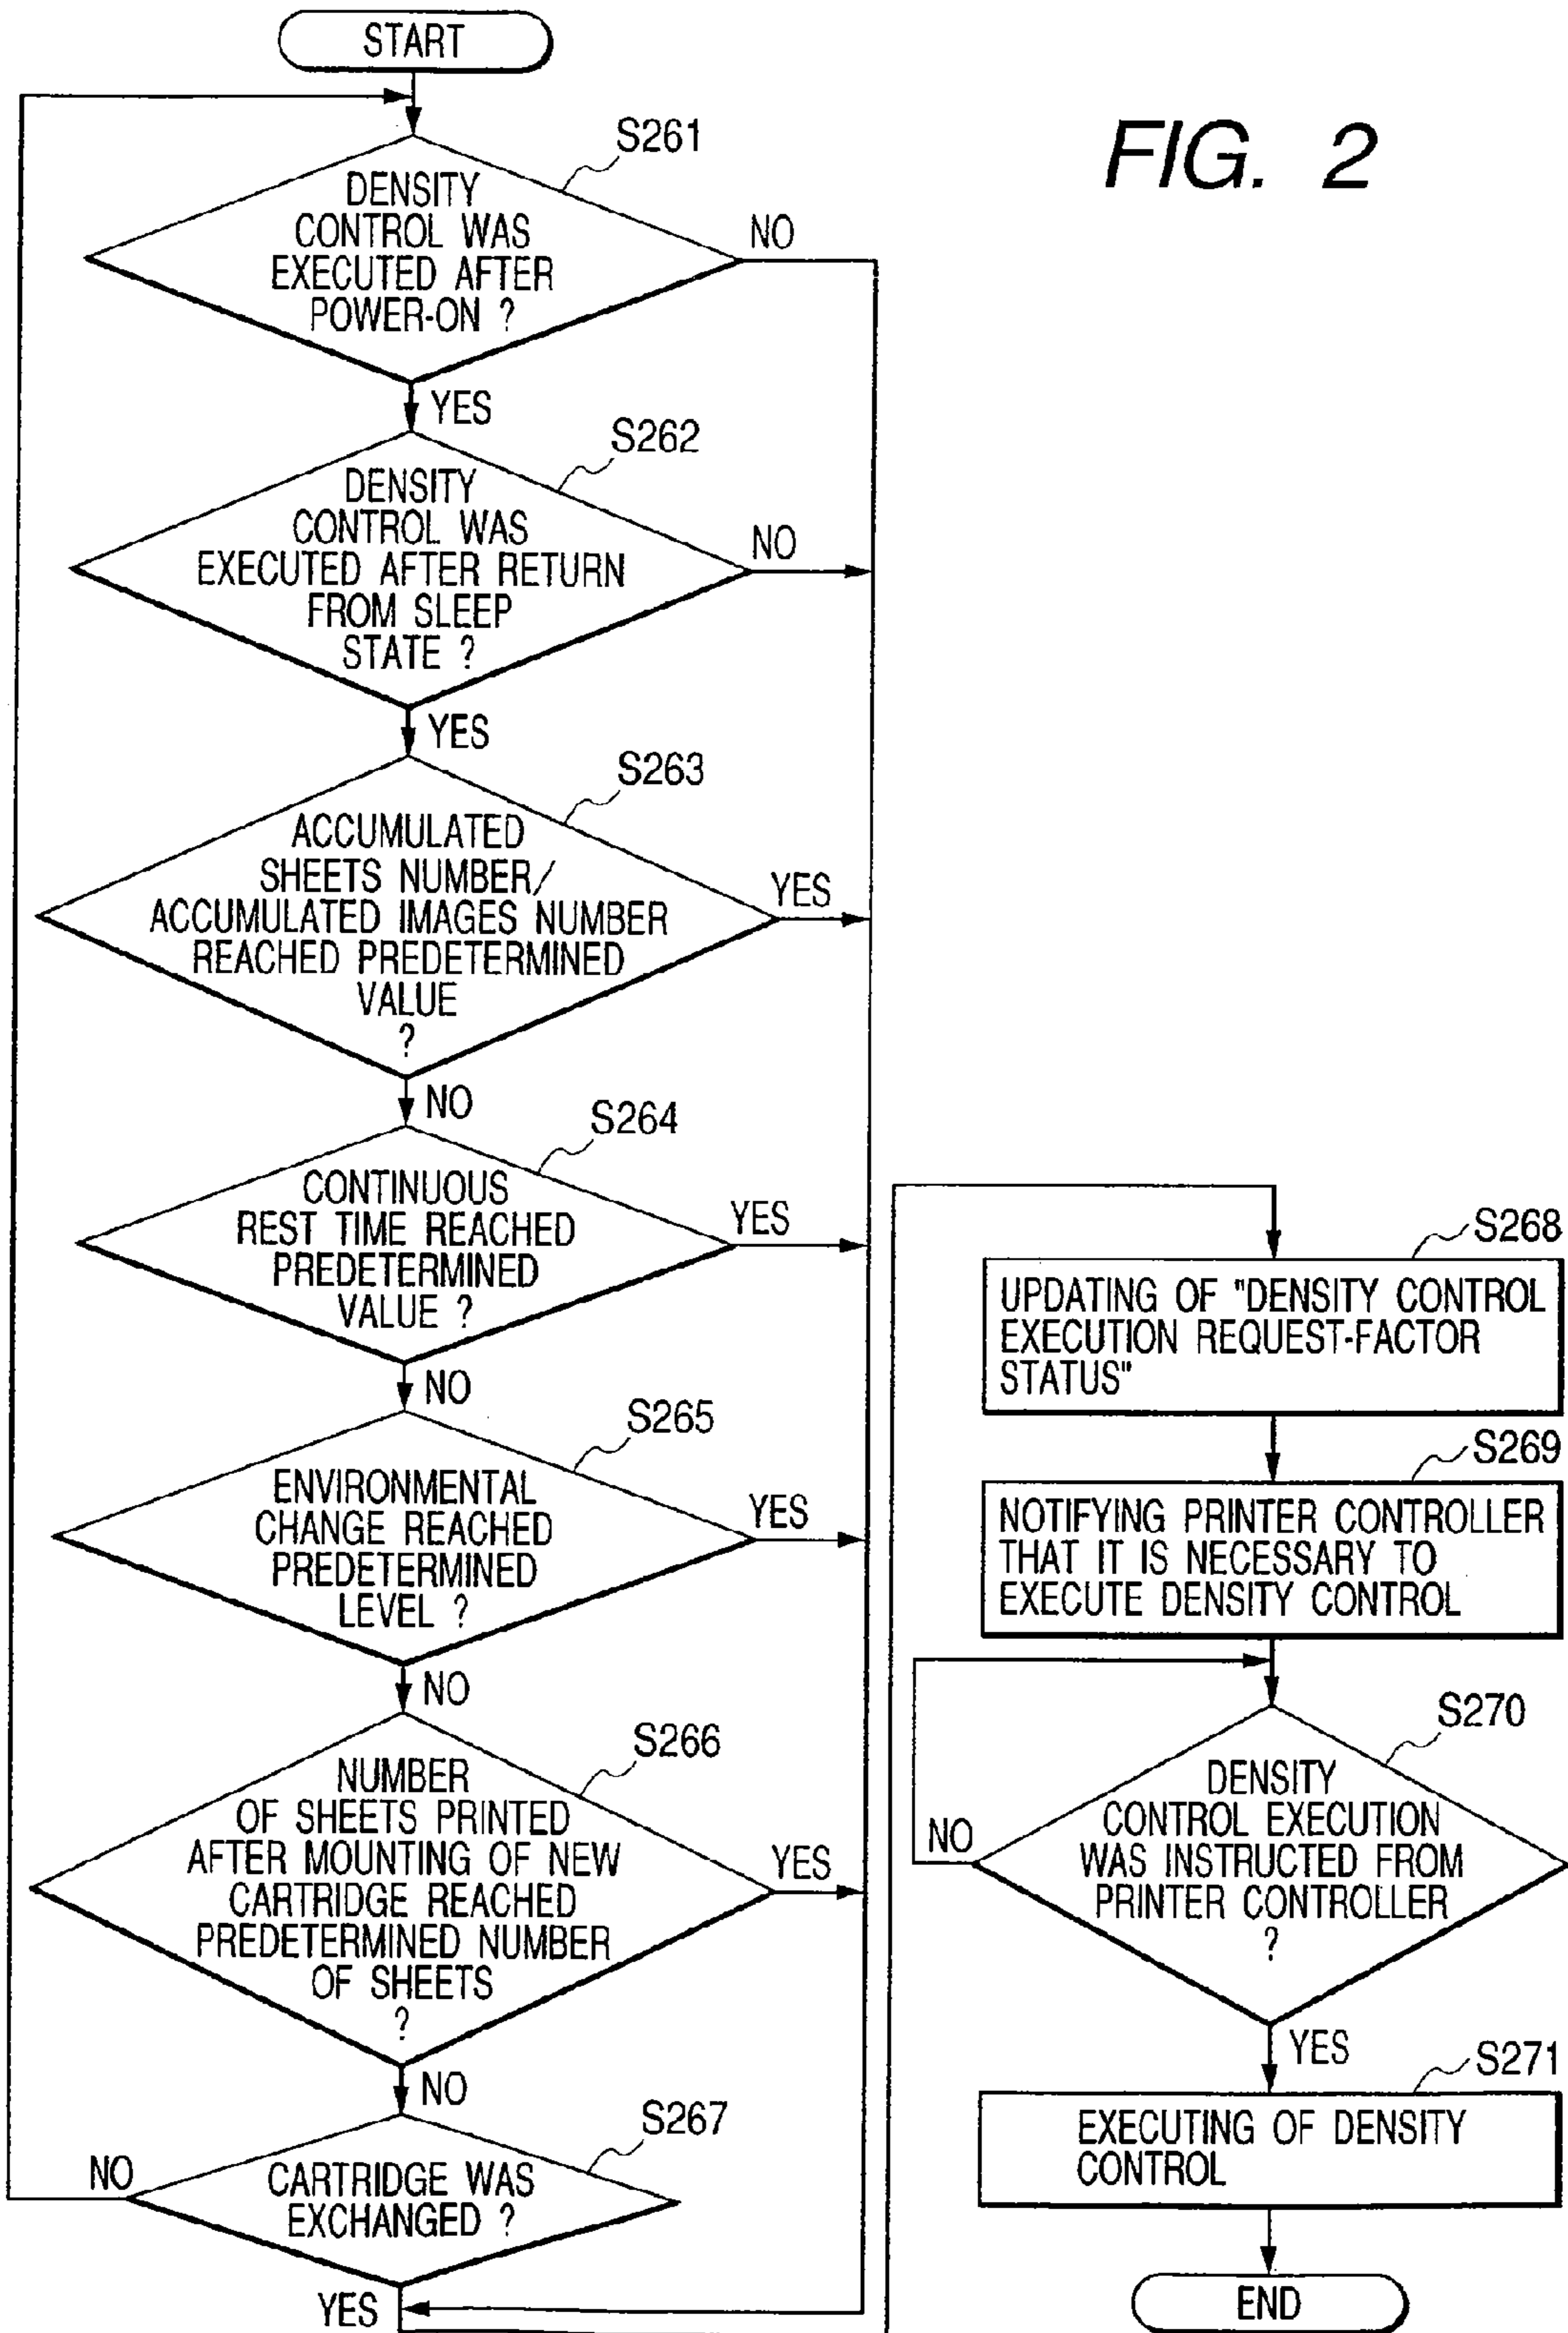 START
FIG. 2
S261
DENSITY
CONTROL WAS
EXECUTED AFTER
POWER-ON ?
NO
YES
S262
DENSITY
CONTROL WAS
EXECUTED AFTER RETURN
FROM SLEEP
STATE ?
NO
YES
S263
ACCUMULATED
SHEETS NUMBER/
ACCUMULATED IMAGES NUMBER
REACHED PREDETERMINED
VALUE
?
YES
NO
S264
CONTINUOUS
REST TIME REACHED
PREDETERMINED
VALUE ?
YES
NO
S265
ENVIRONMENTAL
CHANGE REACHED
PREDETERMINED
LEVEL ?
YES
NO
S266
NUMBER
OF SHEETS PRINTED
AFTER MOUNTING OF NEW
CARTRIDGE REACHED
PREDETERMINED NUMBER
OF SHEETS
?
YES
NO
S267
CARTRIDGE WAS
EXCHANGED ?
NO
YES
S268
UPDATING OF "DENSITY CONTROL
EXECUTION REQUEST-FACTOR
STATUS"
S269
NOTIFYING PRINTER CONTROLLER
THAT IT IS NECESSARY TO
EXECUTE DENSITY CONTROL
S270
DENSITY
CONTROL EXECUTION
WAS INSTRUCTED FROM
PRINTER CONTROLLER
?
NO
YES
S271
EXECUTING OF DENSITY
CONTROL
END